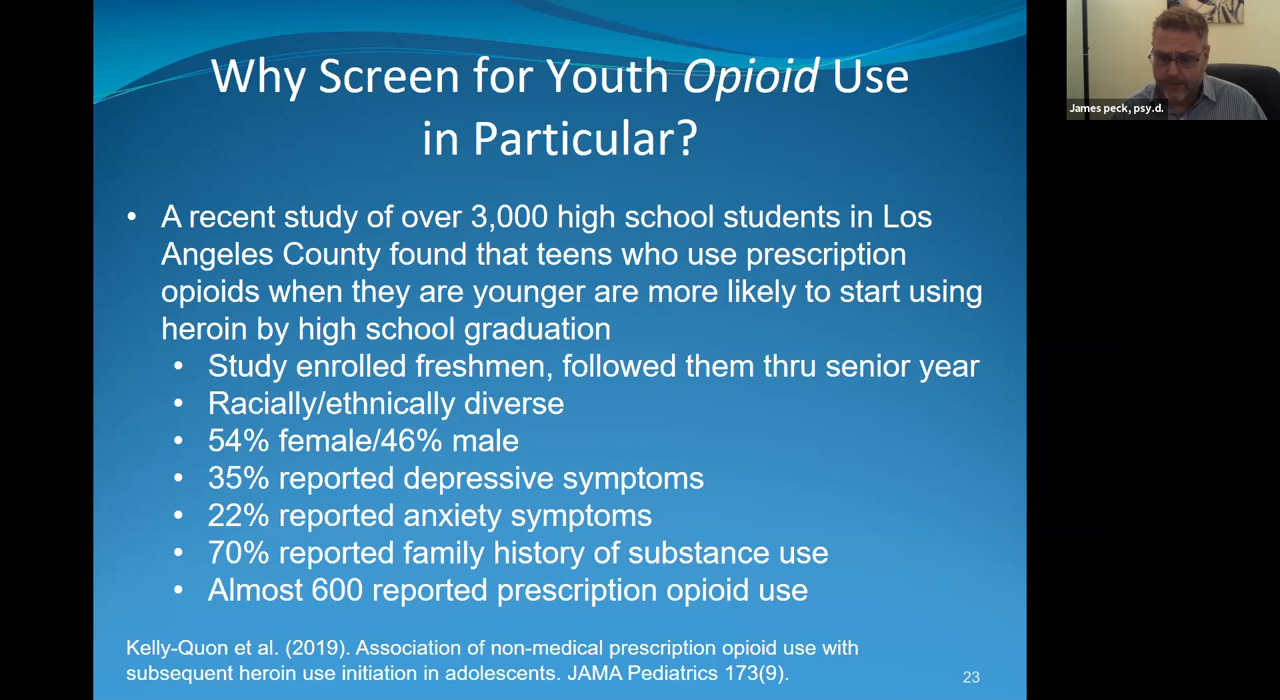 Why Screen for Youth Opioid Use
in Particular?
• A recent study of over 3,000 high school students in Los
Angeles County found that teens who use prescription
opioids when they are younger are more likely to start using
heroin by high school graduation
• Study enrolled freshmen, followed them thru senior year
• Racially/ethnically diverse
• 54% female/46% male
• 35% reported depressive symptoms
• 22% reported anxiety symptoms
• 70% reported family history of substance use
• Almost 600 reported prescription opioid use
Kelly-Quon et al. (2019). Association of non-medical prescription opioid use with
subsequent heroin use initiation in adolescents. JAMA Pediatrics 173(9).
23
James peck, psy.d.